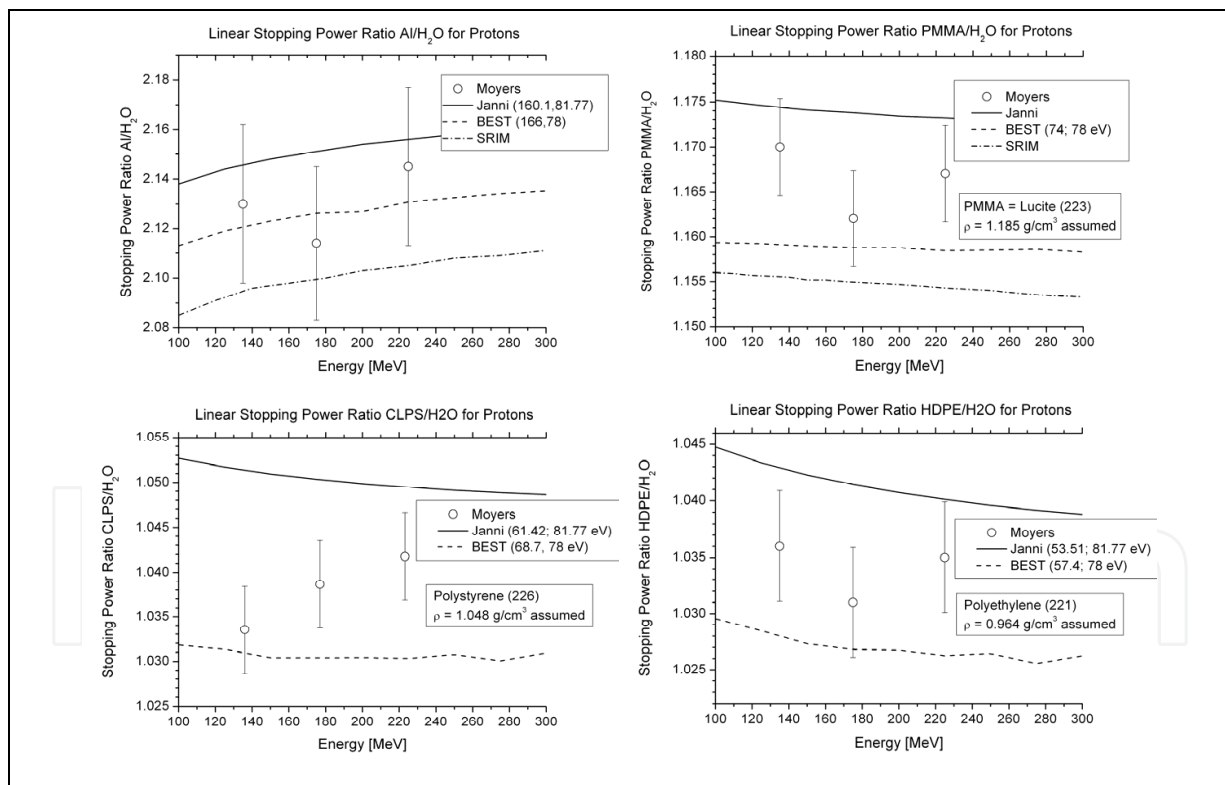 Linear Stopping Power Ratio Al/H2O for Protons
Stopping Power Ratio Al/H2O
2.18
2.16
2.14
2.12
2.10
2.08
Moyers
Janni (160.1,81.77)
BEST (166,78)
SRIM
100 120 140 160 180 200 220 240 260 280 300
Energy [MeV]
Linear Stopping Power Ratio PMMA/H2O for Protons
Stopping Power Ratio PMMA/H2O
1.180
1.175
1.170
1.165
1.160
1.155
1.150
Moyers
Janni
BEST (74; 78 eV)
SRIM
PMMA = Lucite (223)
ρ = 1.185 g/cm3 assumed
100 120 140 160 180 200 220 240 260 280 300
Energy [MeV]
Linear Stopping Power Ratio CLPS/H2O for Protons
Stopping Power Ratio CLPS/H2O
1.055
1.050
1.045
1.040
1.035
1.030
1.025
Moyers
Janni (61.42; 81.77 eV)
BEST (68.7, 78 eV)
Polystyrene (226)
ρ = 1.048 g/cm3 assumed
100 120 140 160 180 200 220 240 260 280 300
Energy [MeV]
Linear Stopping Power Ratio HDPE/H2O for Protons
Stopping Power Ratio HDPE/H2O
1.045
1.040
1.035
1.030
1.025
Moyers
Janni (53.51; 81.77 eV)
BEST (57.4; 78 eV)
Polyethylene (221)
ρ = 0.964 g/cm3 assumed
100 120 140 160 180 200 220 240 260 280 300
Energy [MeV]